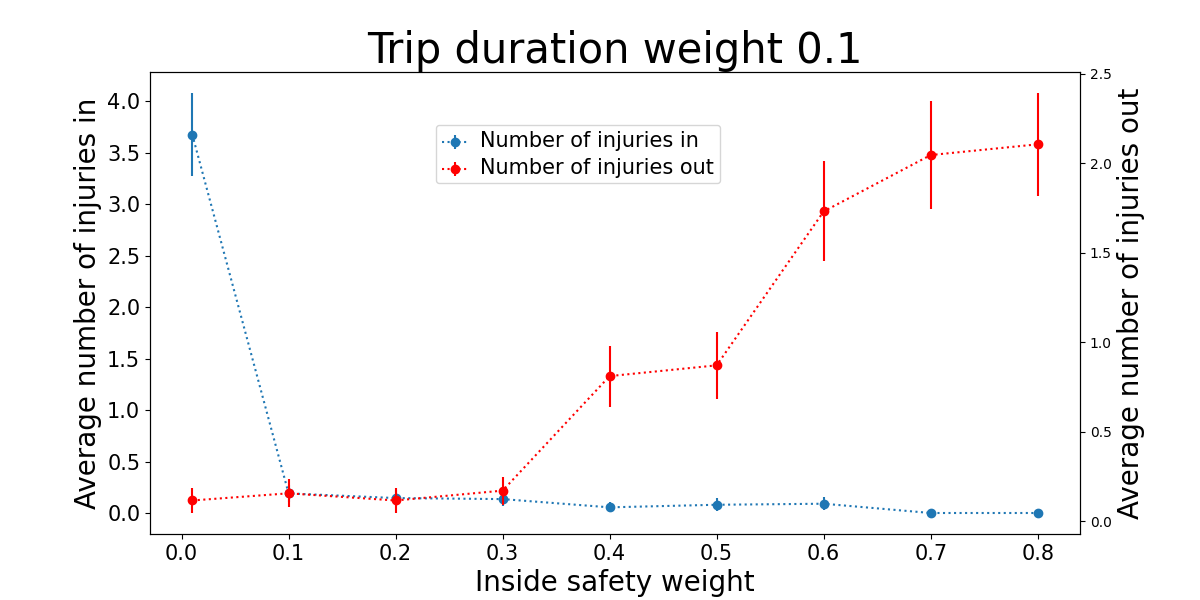 Trip duration weight 0.1
Average number of injuries in
4.0
3.5
3.0
2.5
2.0
1.5
1.0
0.5
0.0
Number of injuries in
Number of injuries out
2.5
2.0
1.5
1.0
0.5
0.0
Average number of injuries out
0.0 0.1 0.2 0.3 0.4 0.5 0.6 0.7 0.8
Inside safety weight